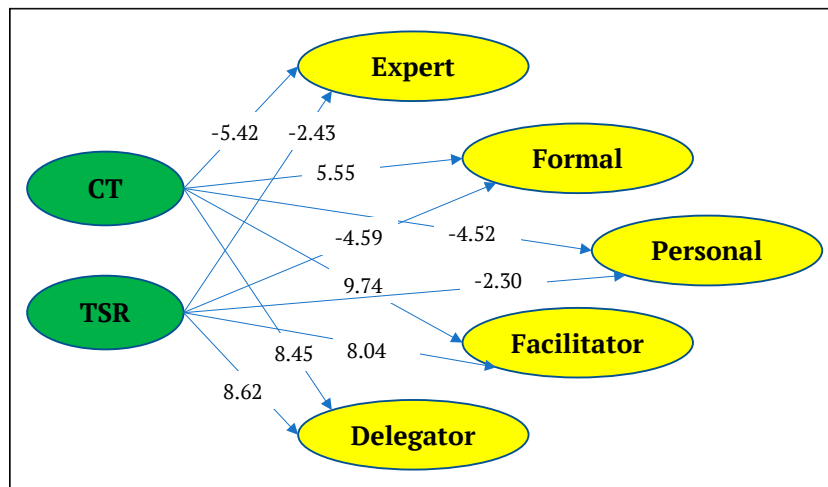 Expert
-5.42
-2.43
Formal
5.55
CT
-4.59
-4.52
Personal
-2.30
9.74
TSR
Facilitator
8.45
8.04
8.62
Delegator